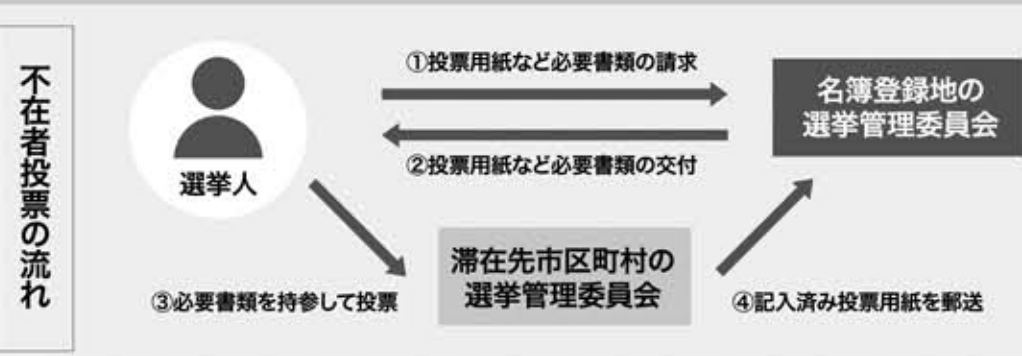 不在者投票の流れ
①投票用紙など必要書類の請求
名簿登録地の
選挙管理委員会
②投票用紙など必要書類の交付
選挙人
滞在先市区町村の
選挙管理委員会
③必要書類を持参して投票
④記入済み投票用紙を郵送